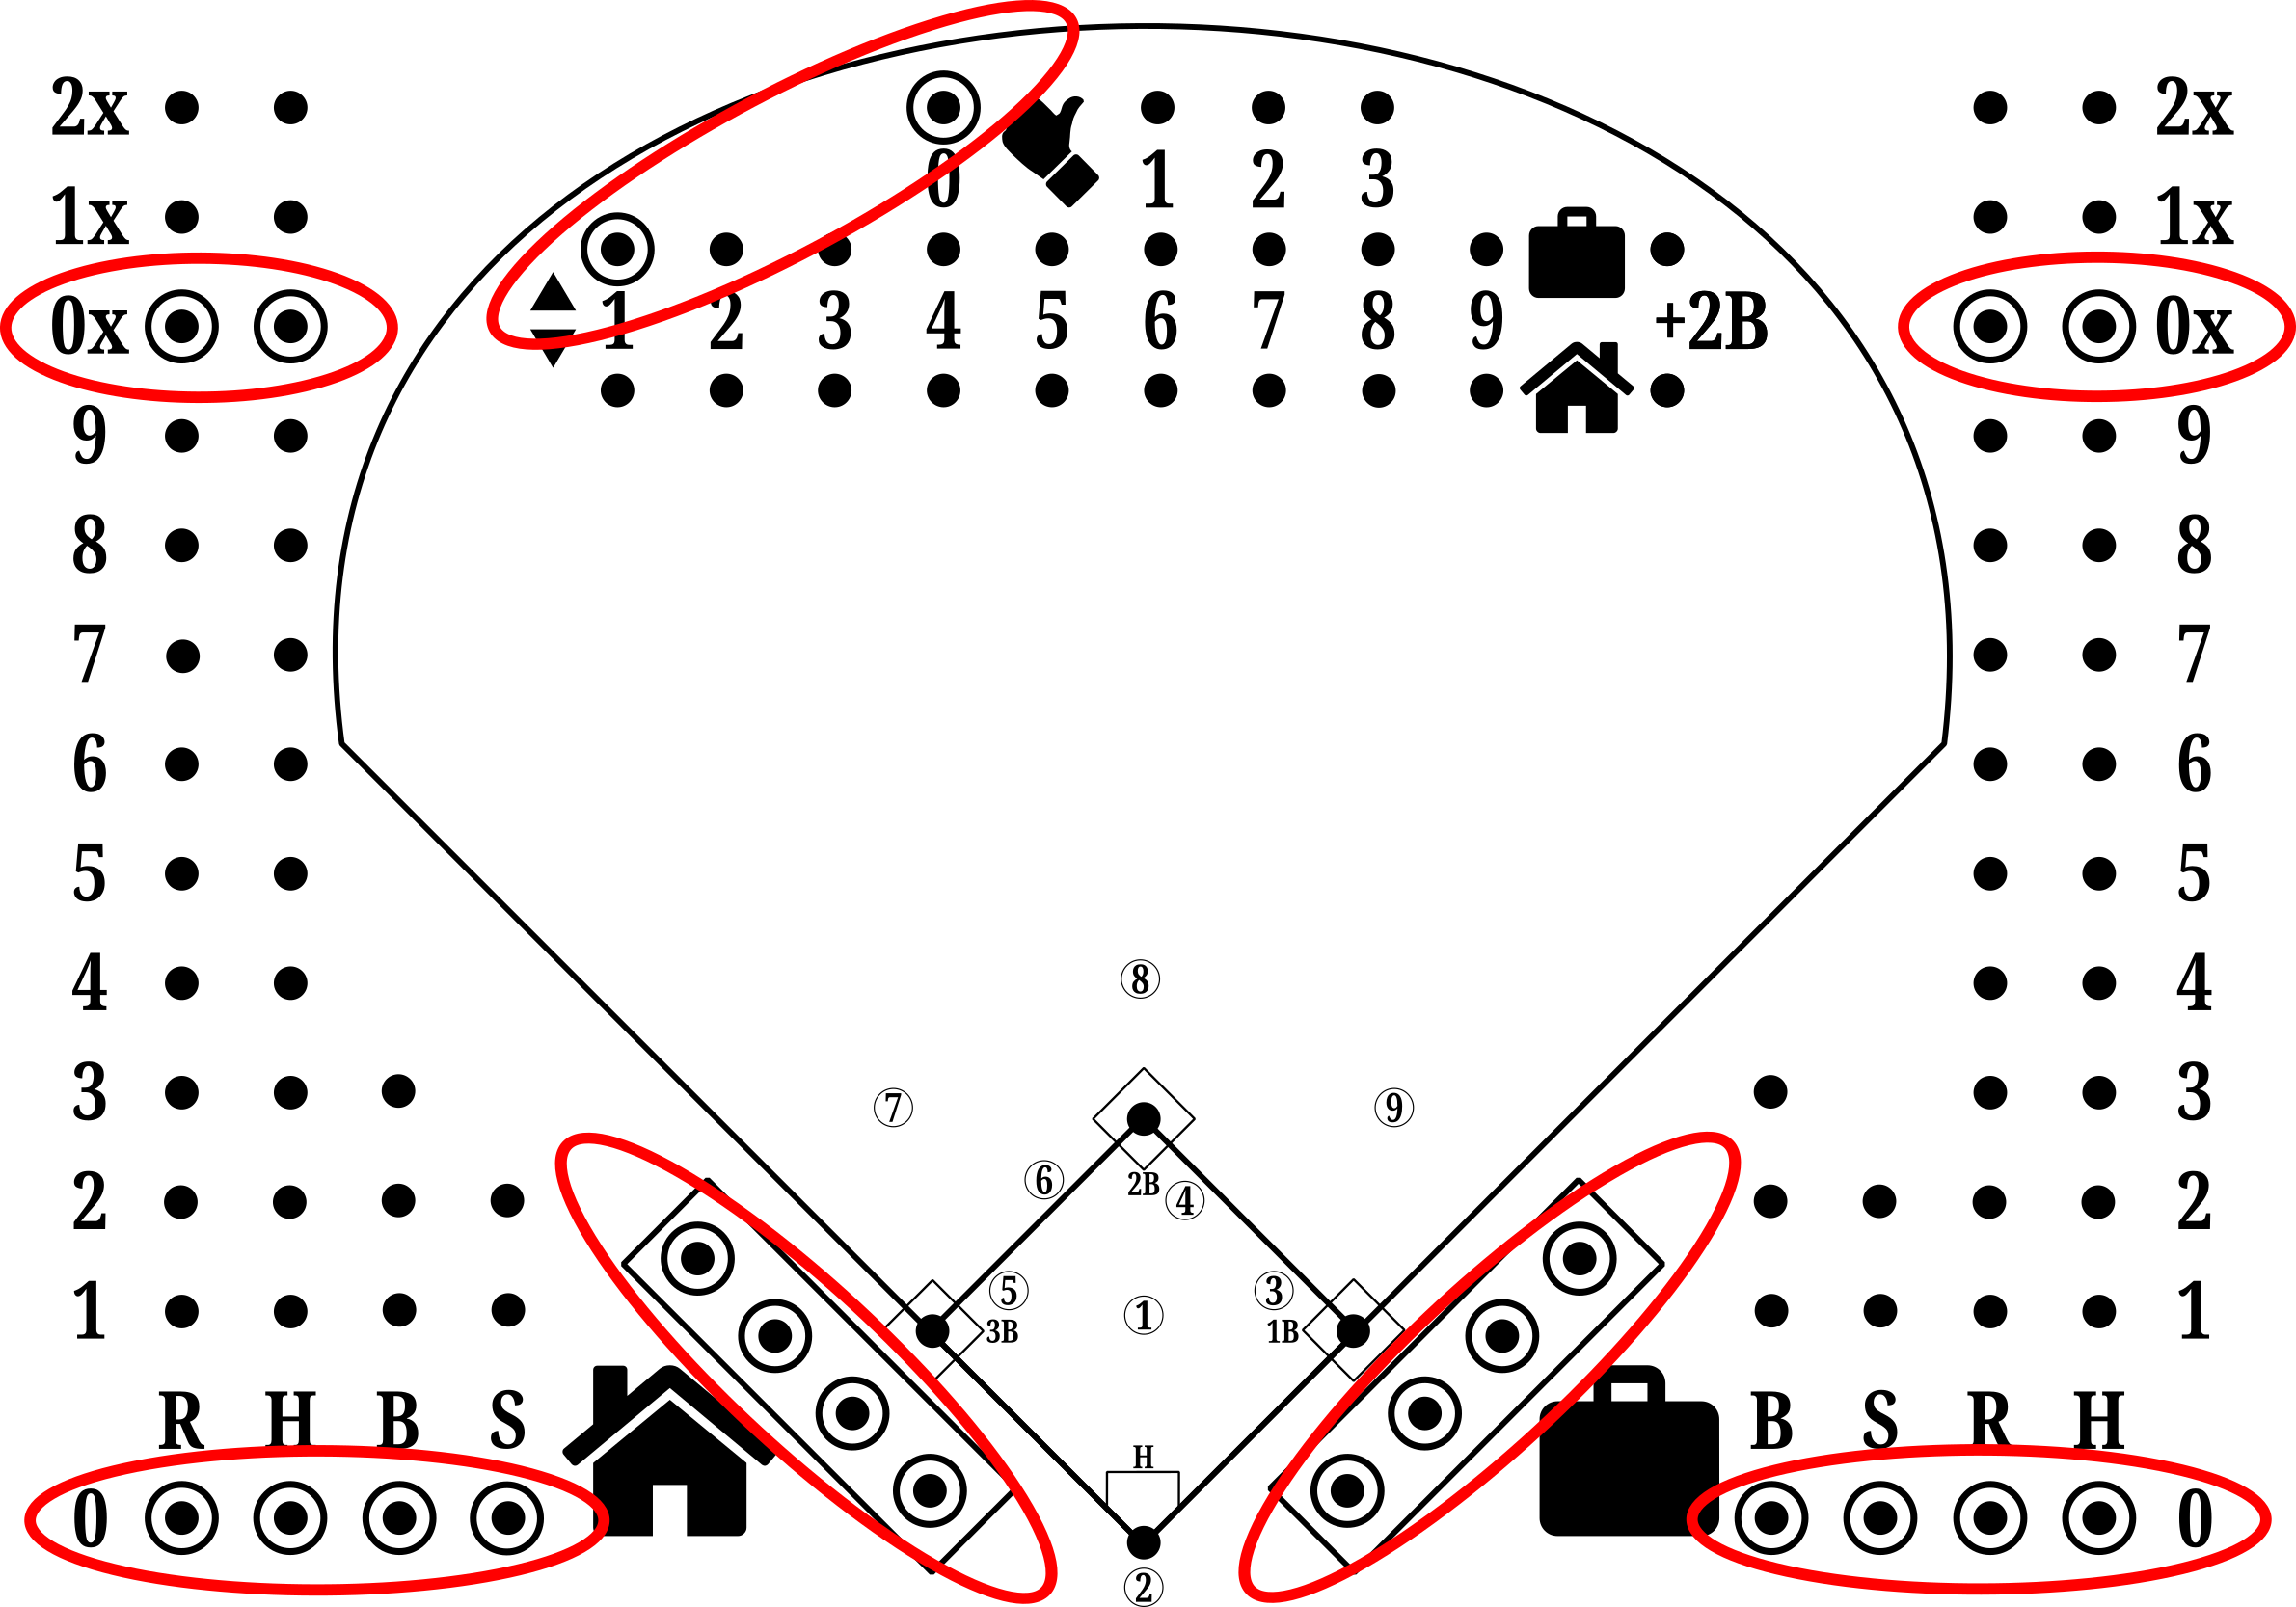 2x 2x
0 1 2 3
1x 1x
1 2 3 4 5 6 7 8 9 +2B
0x 0x
9 9
8 8
7 7
6 6
5 5
4 4
8
3 7 9 3
2 6 2B 4 2
1 5 3 1 1
3B 1B
R H B S B S R H
H
0 0
2